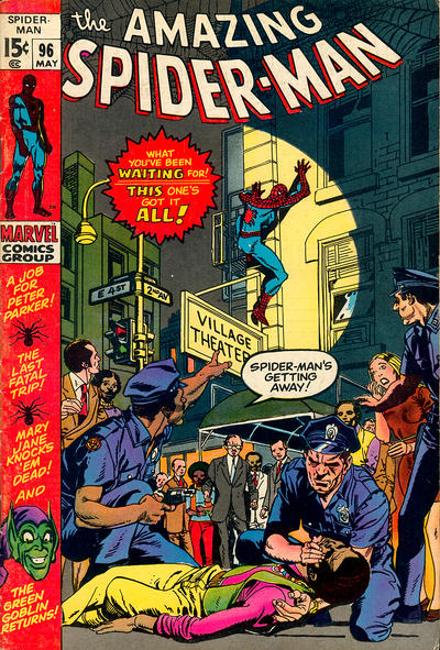 SPIDER-
MAN
15¢
96
MAY
CC
the AMAZING
SPIDER-MAN
WHAT
YOU'VE BEEN
WAITING FOR!
THIS ONE'S
GOT IT
ALL!
MARVEL
COMICS
GROUP
A JOB
FOR
PETER
PARKER!
THE
LAST
FATAL
TRIP!
MARY
JANE
KNOCKS
'EM
DEAD!
AND
THE
GREEN
GOBLIN
RETURNS!
E 4 ST
2ND AV
VILLAGE
THEATER
SPIDER-MAN'S
GETTING
AWAY!